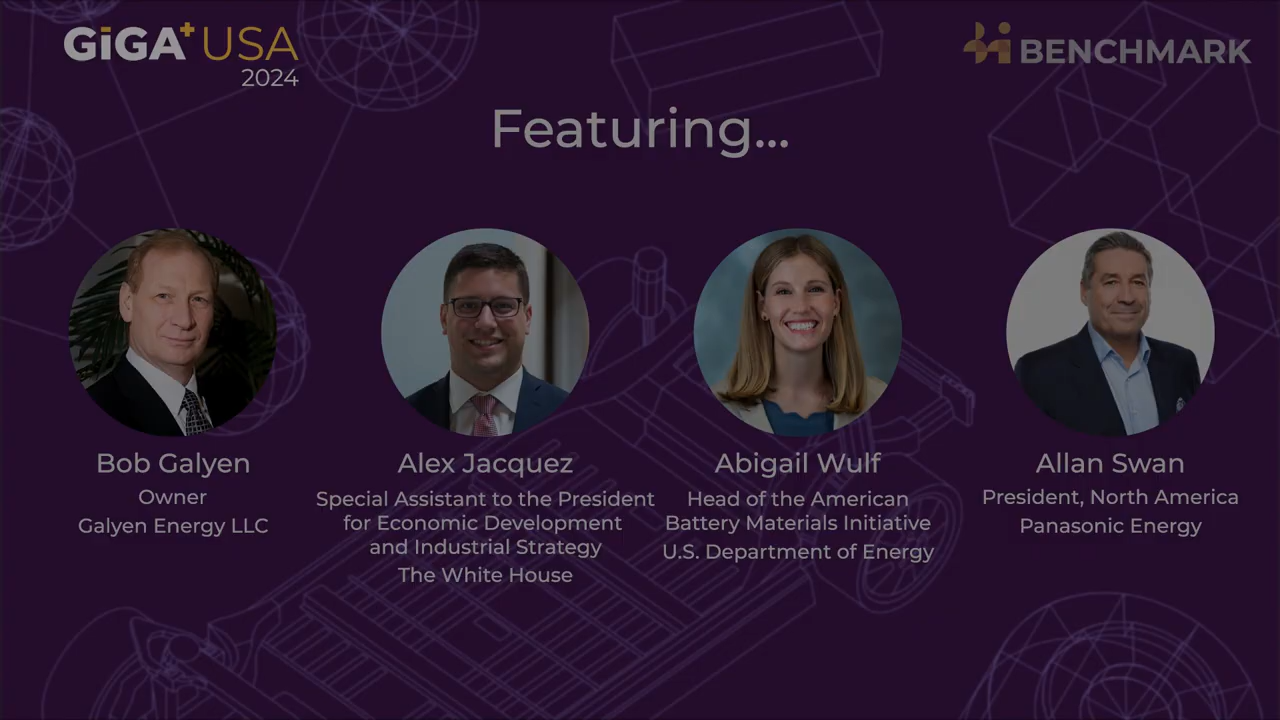 GiGA+ USA
2024
BENCHMARK
Featuring...
Bob Galyen
Owner
Galyen Energy LLC
Alex Jacquez
Special Assistant to the President
for Economic Development
and Industrial Strategy
The White House
Abigail Wulf
Head of the American
Battery Materials Initiative
U.S. Department of Energy
Allan Swan
President, North America
Panasonic Energy